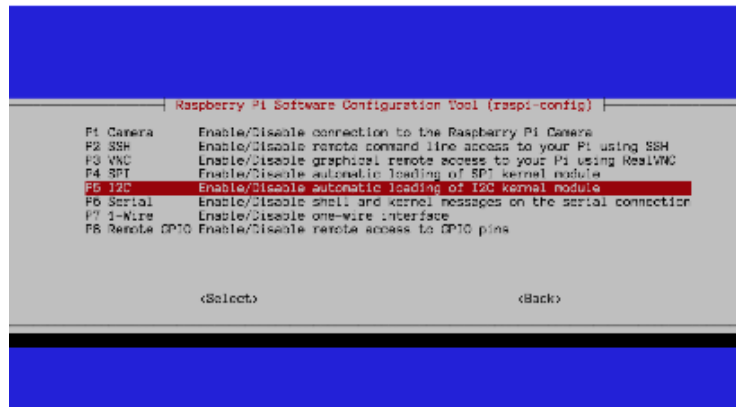 Raspberry Pi Software Configuration Tool (raspi-config)
P1 Camera Enable/Disable connection to the Raspberry Pi Camera
P2 SSH Enable/Disable remote command line access to your Pi using SSH
P3 VNC Enable/Disable graphical remote access to your Pi using RealVNC
P4 SPI Enable/Disable automatic loading of SPI kernel module
P5 I2C Enable/Disable automatic loading of I2C kernel module
P6 Serial Enable/Disable shell and kernel messages on the serial connection
P7 1-Wire Enable/Disable one-wire interface
P8 Remote GPIO Enable/Disable remote access to GPIO pins
<Select> <Back>